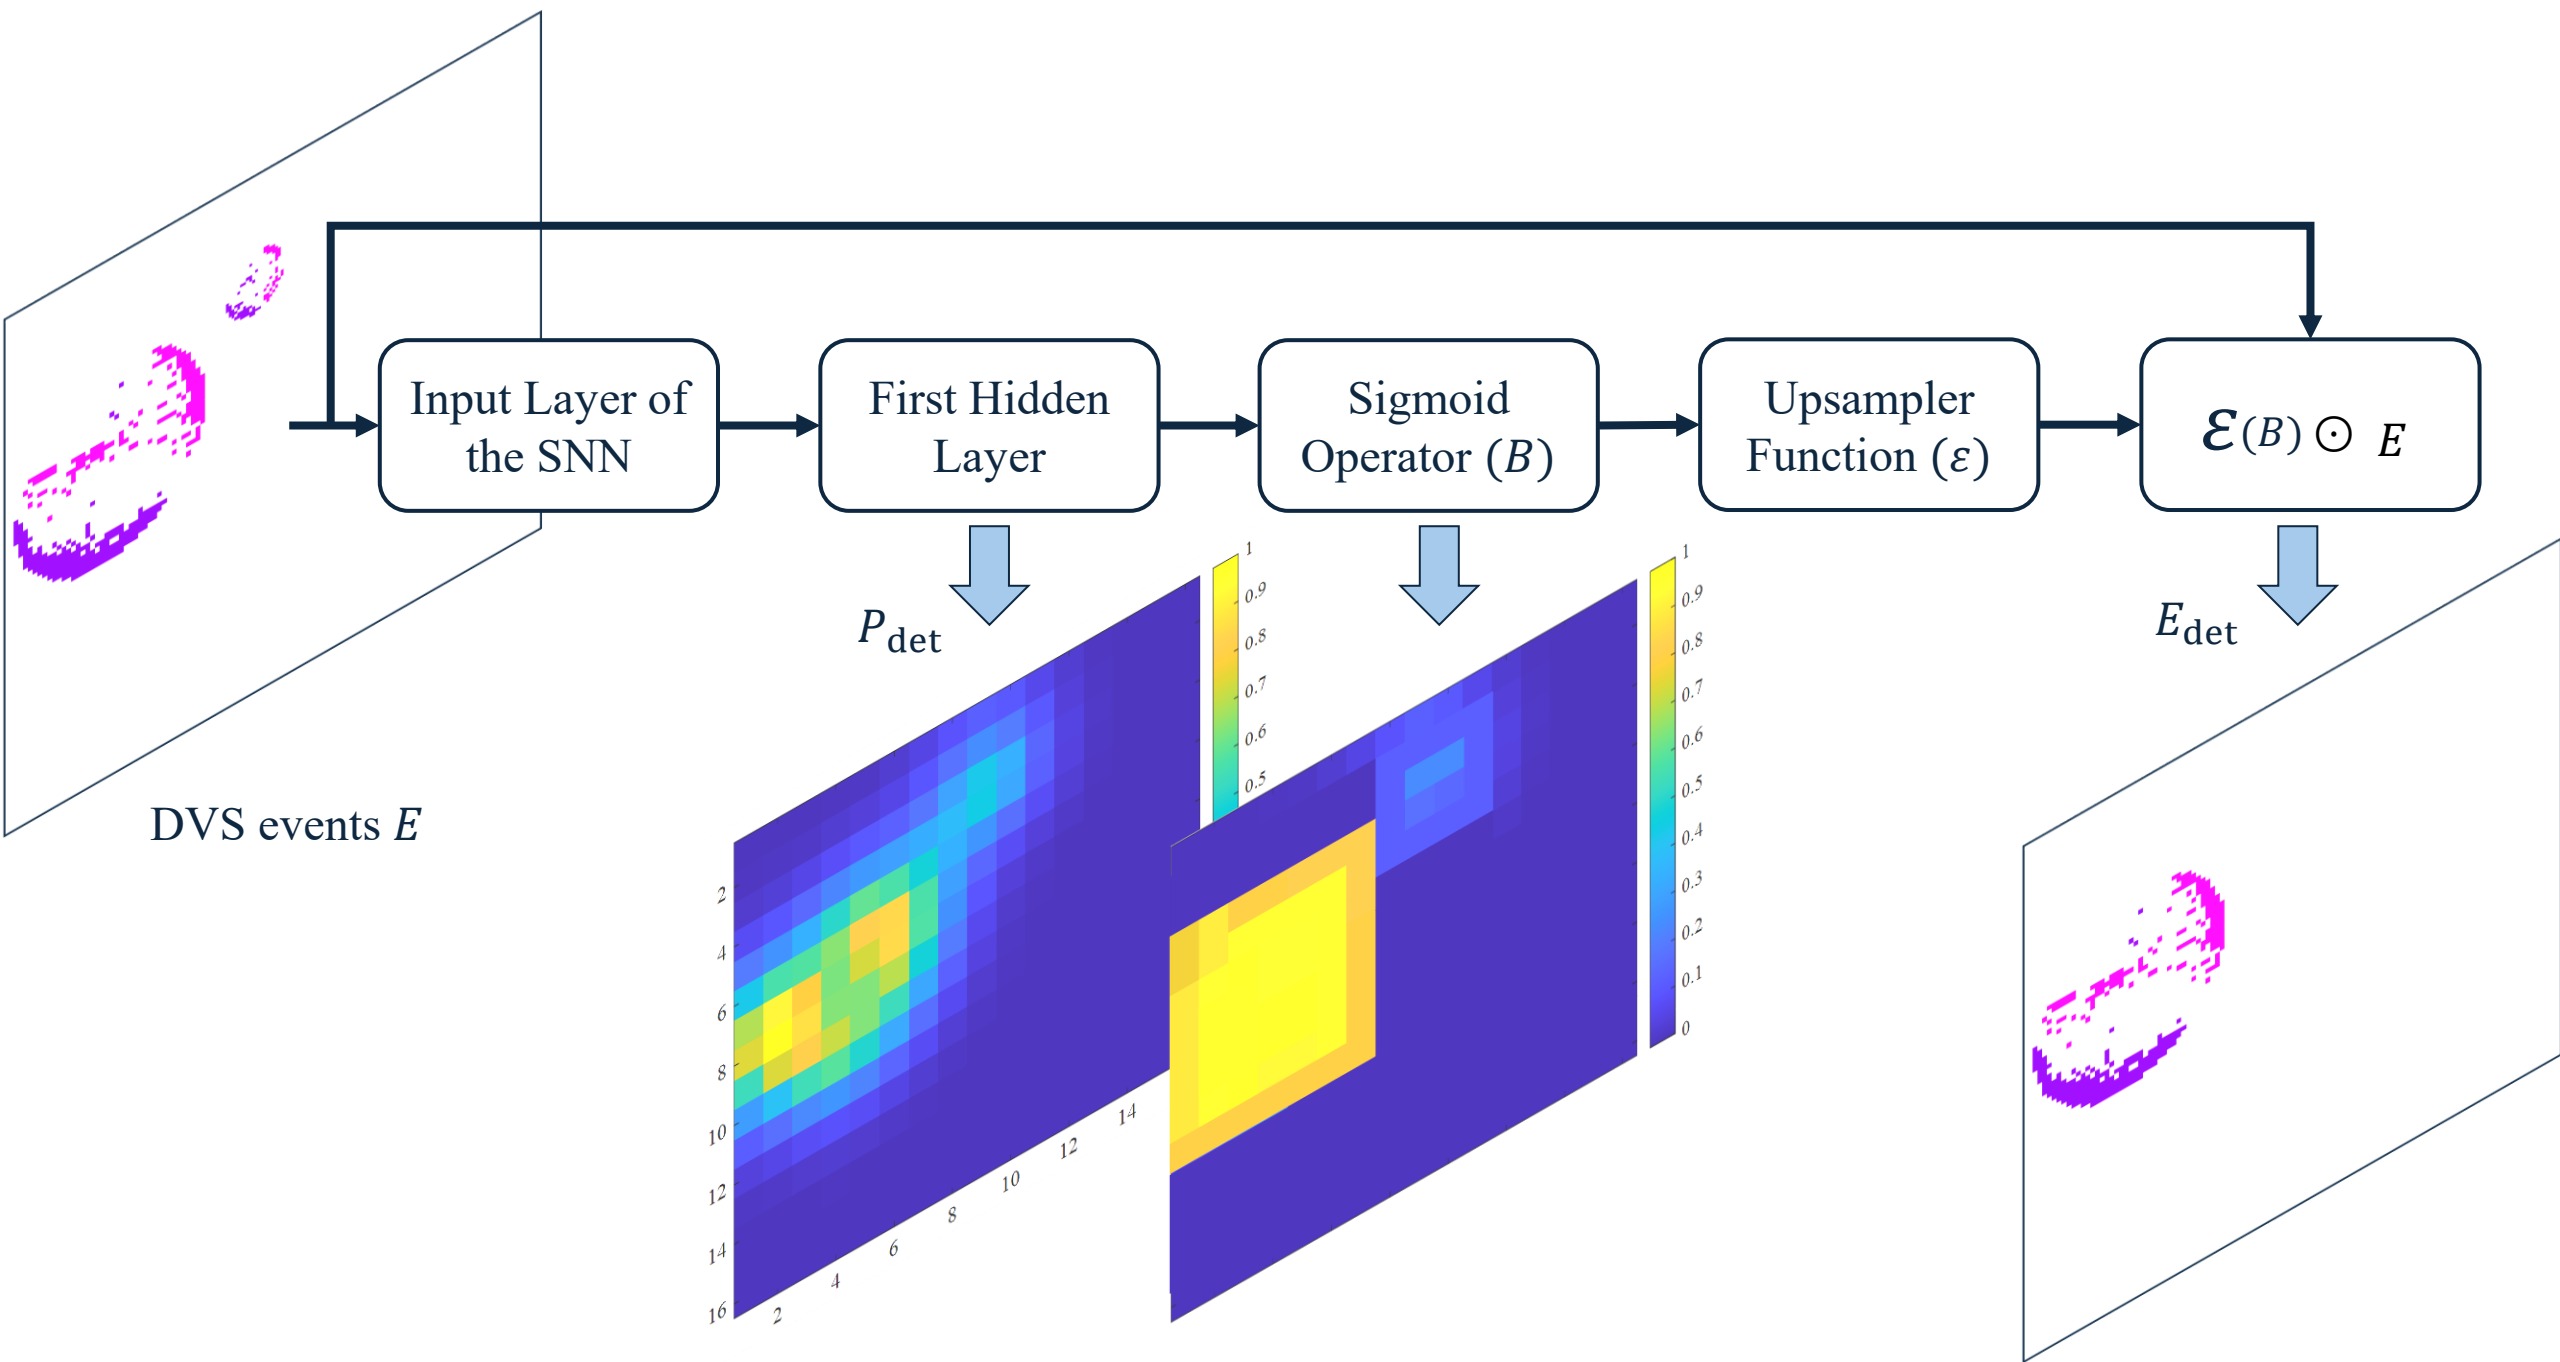 Input Layer of
the SNN
First Hidden
Layer
Sigmoid
Operator (B)
Upsampler
Function (ε)
ℰ(B) ⊙ E
P_det
E_det
DVS events E
1
0.9
0.8
0.7
0.6
0.5
2
4
6
8
10
12
14
16
2
4
6
8
10
12
14
1
0.9
0.8
0.7
0.6
0.5
0.4
0.3
0.2
0.1
0